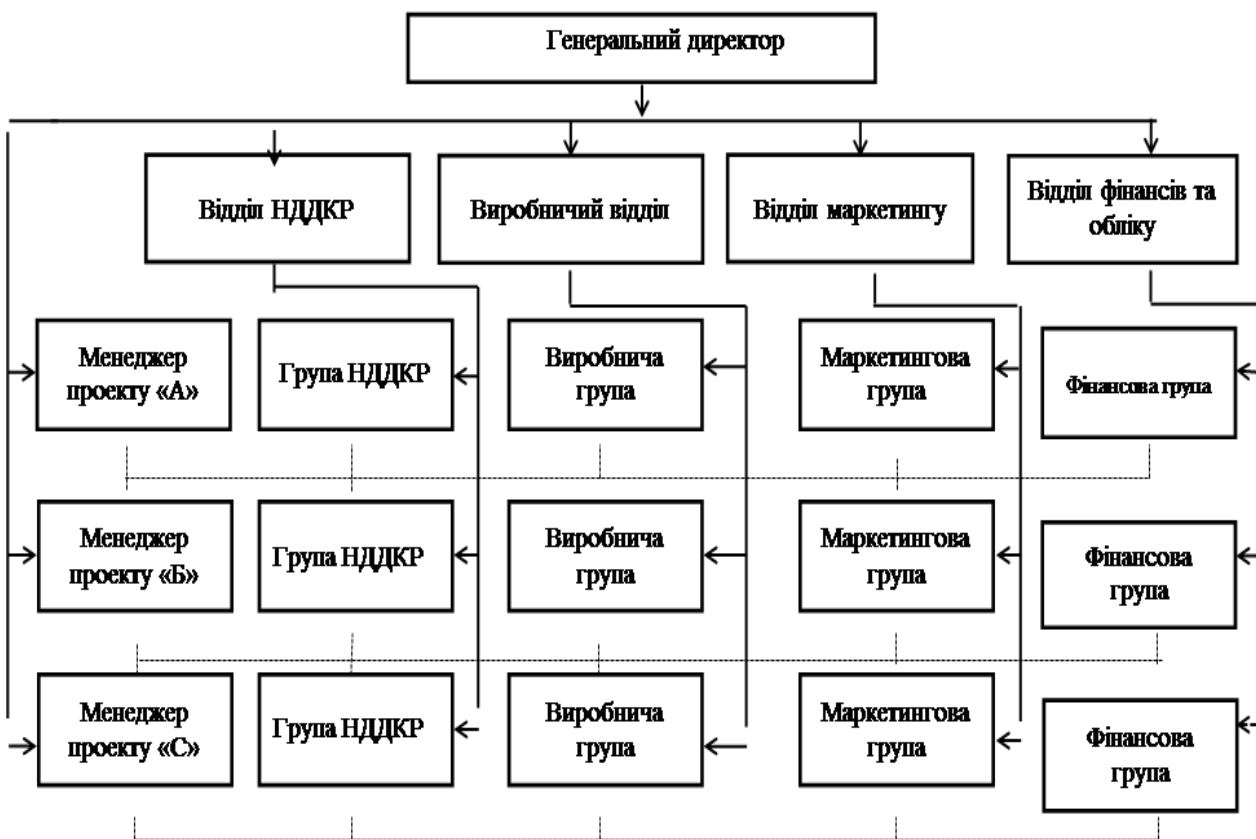 Генеральний директор
Відділ НДДКР
Виробничий відділ
Відділ маркетингу
Відділ фінансів та
обліку
Менеджер
проекту «А»
Група НДДКР
Виробнича
група
Маркетингова
група
Фінансова група
Менеджер
проекту «Б»
Група НДДКР
Виробнича
група
Маркетингова
група
Фінансова
група
Менеджер
проекту «С»
Група НДДКР
Виробнича
група
Маркетингова
група
Фінансова
група